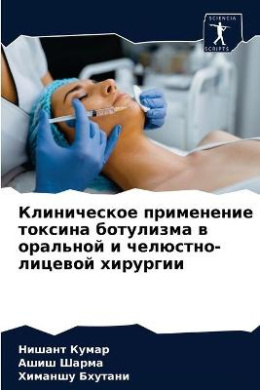 SCIENCIA
SCRIPTS
Клиническое применение
токсина ботулизма в
оральной и челюстно-
лицевой хирургии
Нишант Кумар
Ашиш Шарма
Химаншу Бхутани